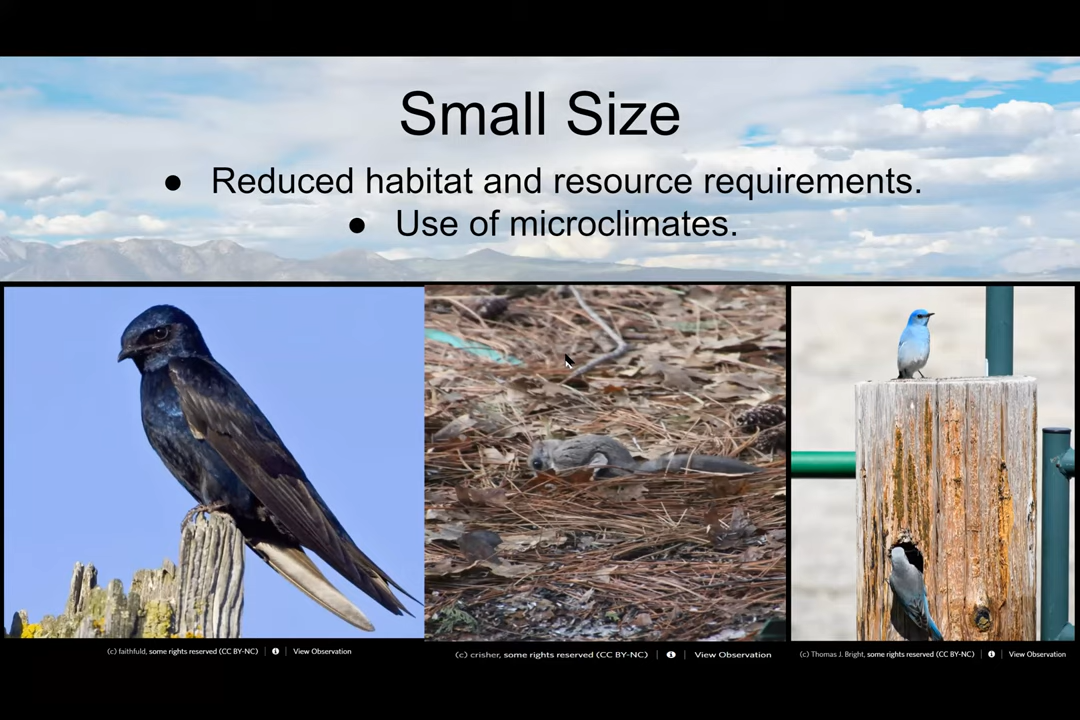 Small Size
● Reduced habitat and resource requirements.
● Use of microclimates.
(c) faithfuld, some rights reserved (CC BY-NC) | View Observation
(c) crisher, some rights reserved (CC BY-NC) | View Observation
(c) Thomas J. Bright, some rights reserved (CC BY-NC) | View Observation